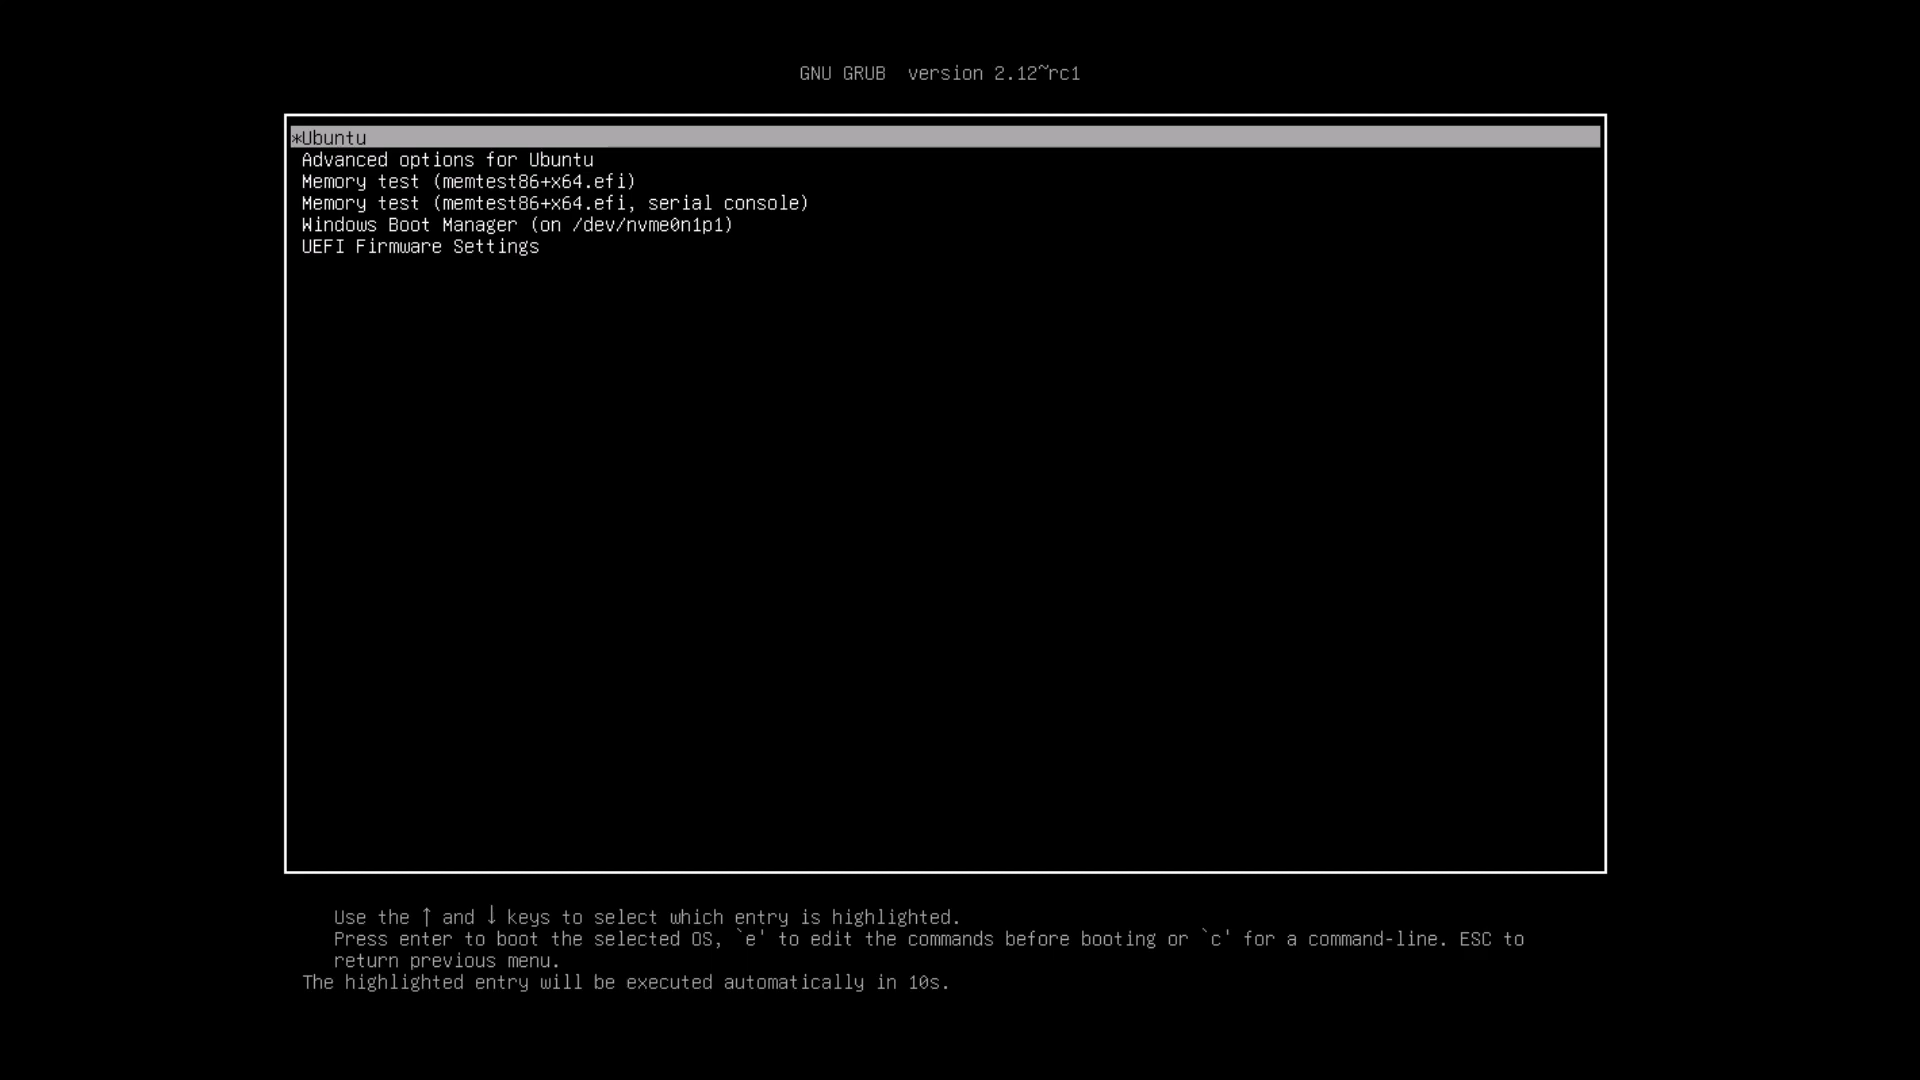 GNU GRUB  version 2.12~rc1
*Ubuntu
Advanced options for Ubuntu
Memory test (memtest86+x64.efi)
Memory test (memtest86+x64.efi, serial console)
Windows Boot Manager (on /dev/nvme0n1p1)
UEFI Firmware Settings
Use the ↑ and ↓ keys to select which entry is highlighted.
Press enter to boot the selected OS, `e' to edit the commands before booting or `c' for a command-line. ESC to
return previous menu.
The highlighted entry will be executed automatically in 10s.